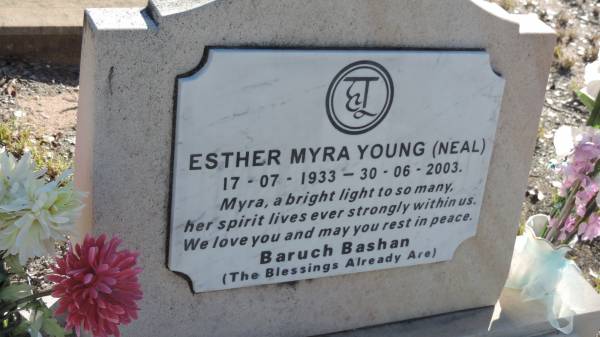 ESTHER MYRA YOUNG (NEAL)
17 - 07 - 1933 — 30 - 06 - 2003.
Myra, a bright light to so many,
her spirit lives ever strongly within us.
We love you and may you rest in peace.
Baruch Bashan
(The Blessings Already Are)